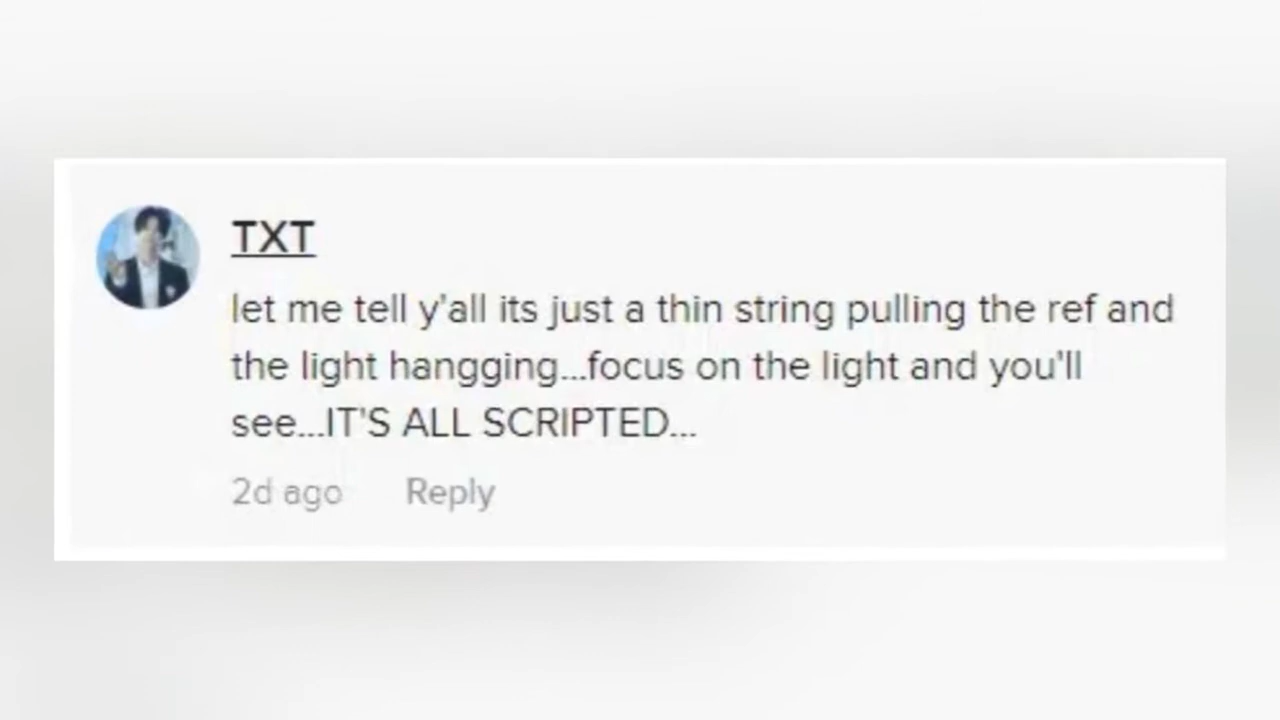 TXT
let me tell y'all its just a thin string pulling the ref and
the light hangging...focus on the light and you'll
see...IT'S ALL SCRIPTED...
2d ago Reply